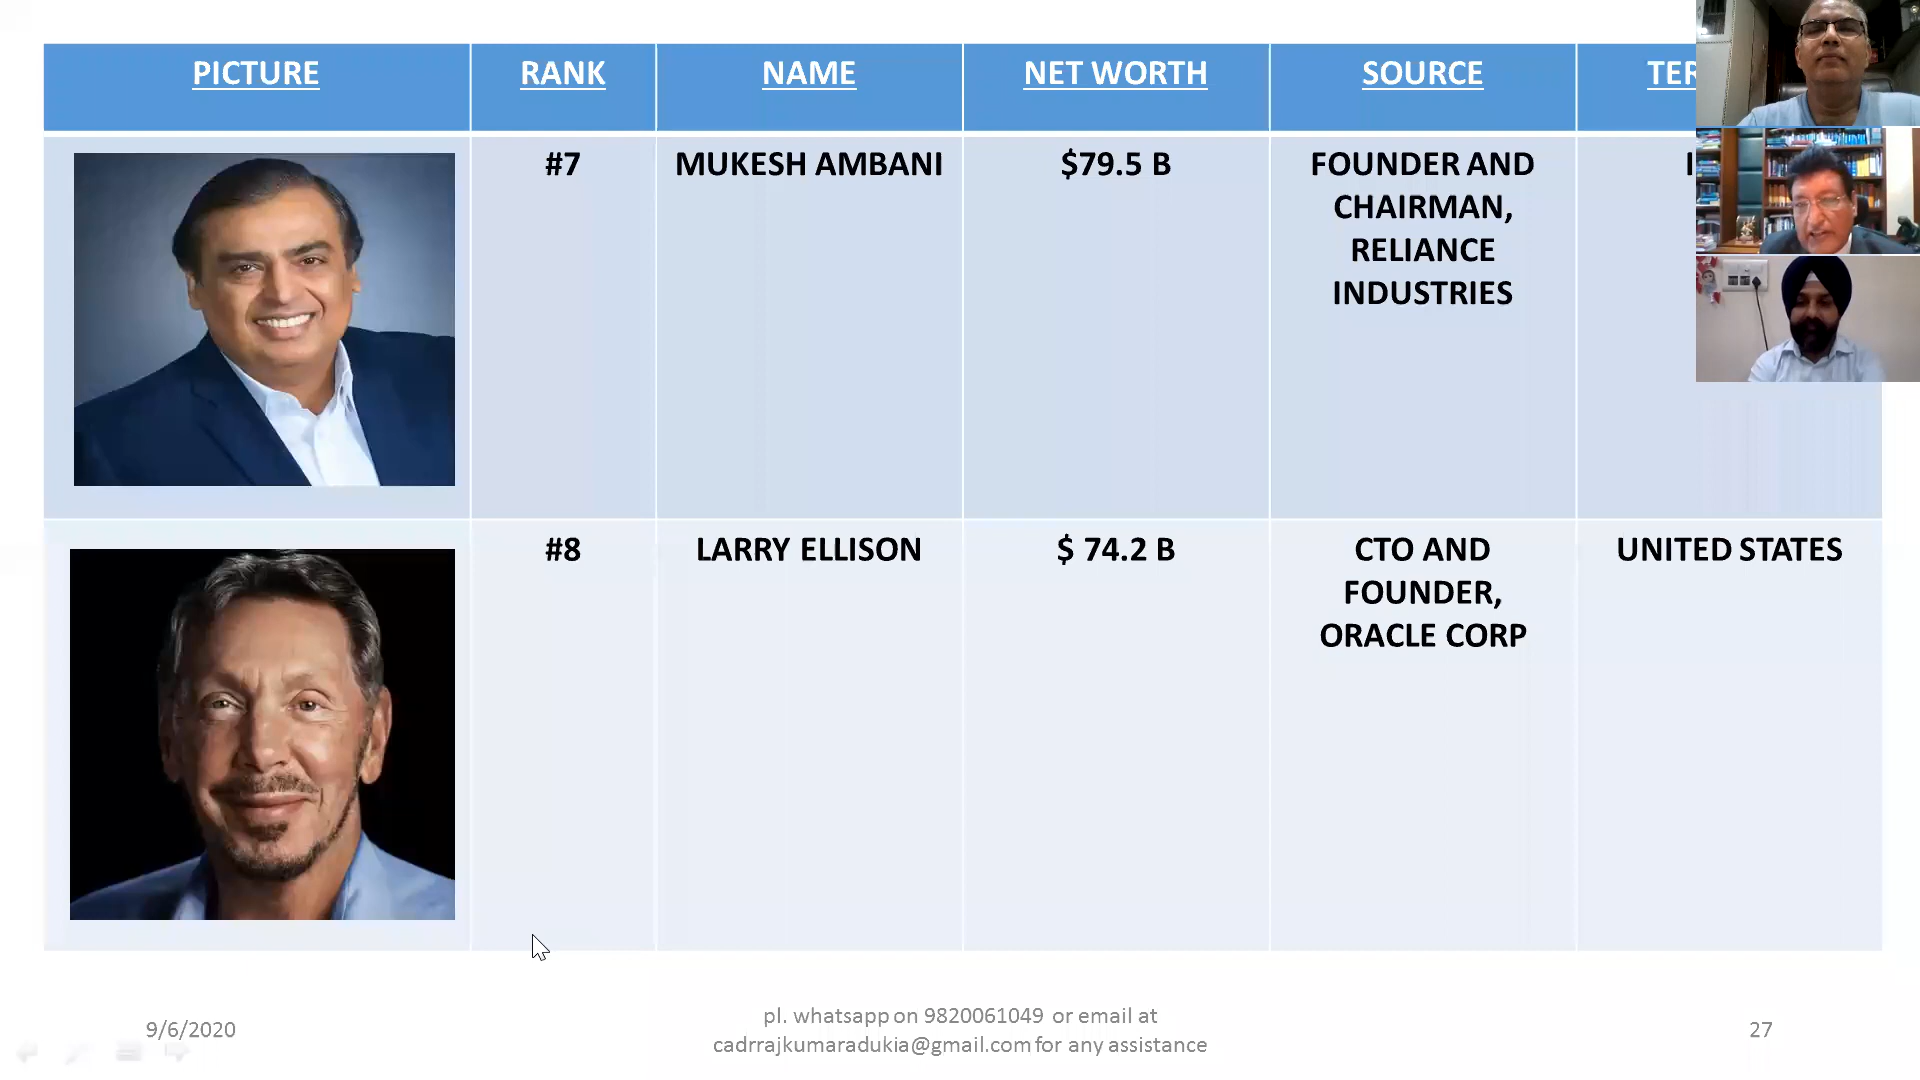 PICTURE
RANK
NAME
NET WORTH
SOURCE
#7
MUKESH AMBANI
$79.5 B
FOUNDER AND
CHAIRMAN,
RELIANCE
INDUSTRIES
#8
LARRY ELLISON
$ 74.2 B
CTO AND
FOUNDER,
ORACLE CORP
UNITED STATES
9/6/2020
pl. whatsapp on 9820061049 or email at
cadrrajkumaradukia@gmail.com for any assistance
27